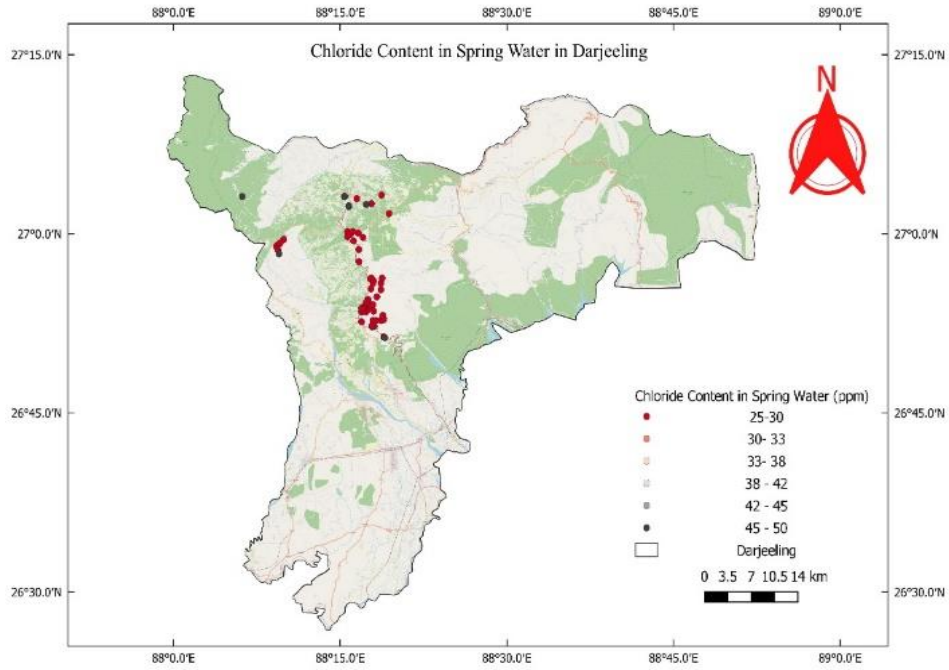 88°0.0'E 88°15.0'E 88°30.0'E 88°45.0'E 89°0.0'E
Chloride Content in Spring Water in Darjeeling
27°15.0'N 27°15.0'N
N
27°0.0'N 27°0.0'N
Chloride Content in Spring Water (ppm)
26°45.0'N 26°45.0'N
25-30
30- 33
33- 38
38 - 42
42 - 45
45 - 50
Darjeeling
0 3.5 7 10.5 14 km
26°30.0'N 26°30.0'N
88°0.0'E 88°15.0'E 88°30.0'E 88°45.0'E 89°0.0'E